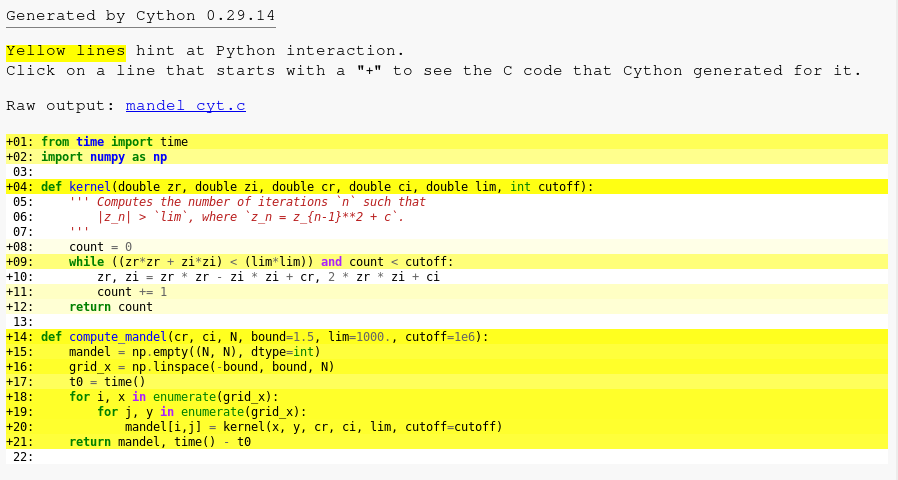 Generated by Cython 0.29.14
Yellow lines hint at Python interaction.
Click on a line that starts with a "+" to see the C code that Cython generated for it.
Raw output: mandel_cyt.c
+01: from time import time
+02: import numpy as np
 03:
+04: def kernel(double zr, double zi, double cr, double ci, double lim, int cutoff):
 05:     ''' Computes the number of iterations `n` such that
 06:         |z_n| > `lim`, where `z_n = z_{n-1}**2 + c`.
 07:     '''
+08:     count = 0
+09:     while ((zr*zr + zi*zi) < (lim*lim)) and count < cutoff:
+10:         zr, zi = zr * zr - zi * zi + cr, 2 * zr * zi + ci
+11:         count += 1
+12:     return count
 13:
+14: def compute_mandel(cr, ci, N, bound=1.5, lim=1000., cutoff=1e6):
+15:     mandel = np.empty((N, N), dtype=int)
+16:     grid_x = np.linspace(-bound, bound, N)
+17:     t0 = time()
+18:     for i, x in enumerate(grid_x):
+19:         for j, y in enumerate(grid_x):
+20:             mandel[i,j] = kernel(x, y, cr, ci, lim, cutoff=cutoff)
+21:     return mandel, time() - t0
 22: